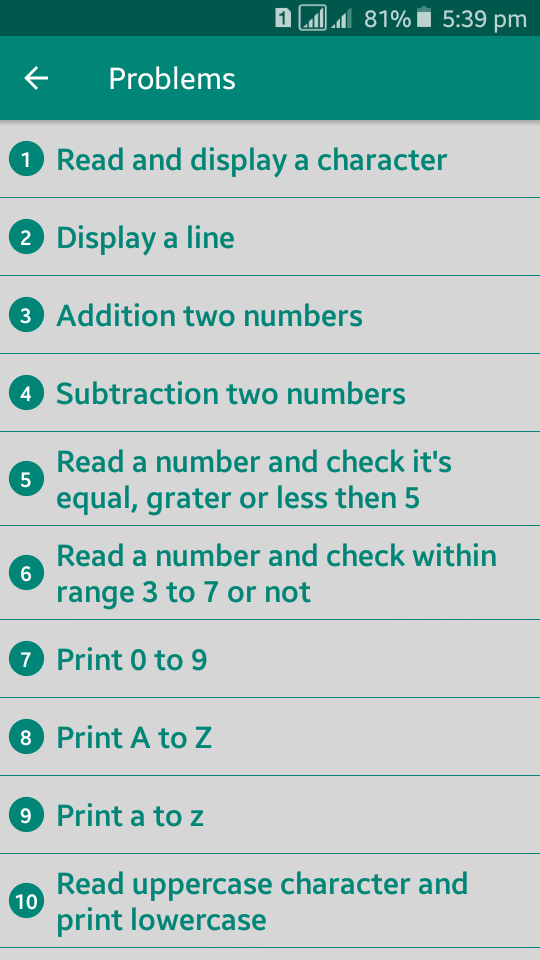 1 81% 5:39 pm
Problems
1 Read and display a character
2 Display a line
3 Addition two numbers
4 Subtraction two numbers
5 Read a number and check it's
equal, grater or less then 5
6 Read a number and check within
range 3 to 7 or not
7 Print 0 to 9
8 Print A to Z
9 Print a to z
10 Read uppercase character and
print lowercase